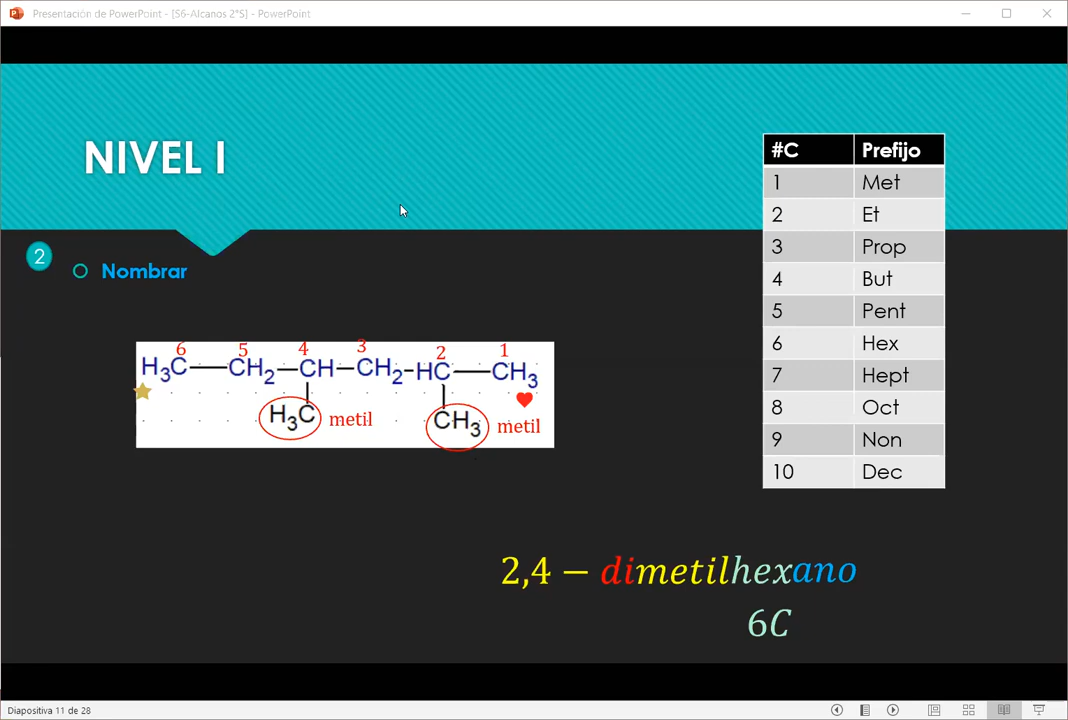 Presentación de PowerPoint - [S6-Alcanos 2°S] - PowerPoint
NIVEL I
#C Prefijo
1 Met
2 Et
3 Prop
4 But
5 Pent
6 Hex
7 Hept
8 Oct
9 Non
10 Dec
2
Nombrar
6 5 4 3 2 1
H₃C—CH₂—CH—CH₂-HC—CH₃
H₃C metil CH₃ metil
2,4 − dimetilhexano
6C
Diapositiva 11 de 28